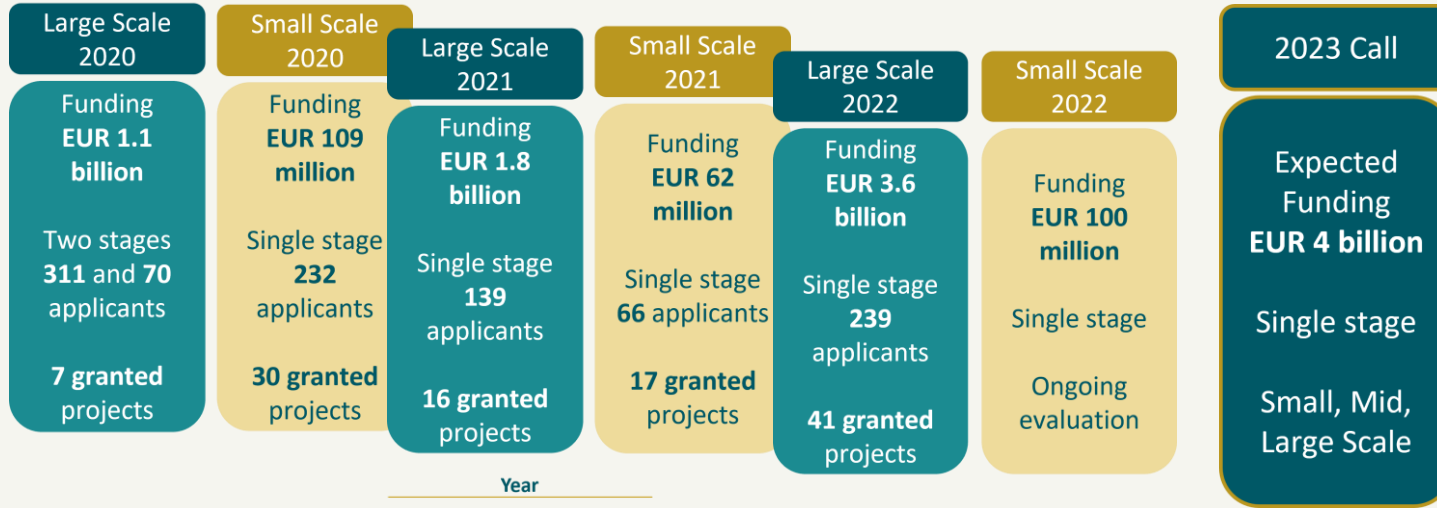 Large Scale
2020
Funding
EUR 1.1
billion
Two stages
311 and 70
applicants
7 granted
projects
Small Scale
2020
Funding
EUR 109
million
Single stage
232
applicants
30 granted
projects
Large Scale
2021
Funding
EUR 1.8
billion
Single stage
139
applicants
16 granted
projects
Small Scale
2021
Funding
EUR 62
million
Single stage
66 applicants
17 granted
projects
Large Scale
2022
Funding
EUR 3.6
billion
Single stage
239
applicants
41 granted
projects
Small Scale
2022
Funding
EUR 100
million
Single stage
Ongoing
evaluation
2023 Call
Expected
Funding
EUR 4 billion
Single stage
Small, Mid,
Large Scale
Year